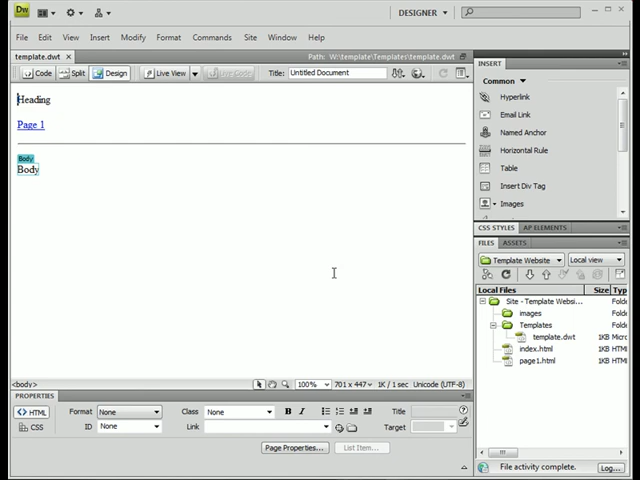 Dw
DESIGNER
File Edit View Insert Modify Format Commands Site Window Help
template.dwt ×
Path: W:\template\Templates\template.dwt
Code Split Design Live View Live Code Title: Untitled Document
Heading
Page 1
Body
Body
<body>
100% 701 x 447 1K / 1 sec Unicode (UTF-8)
PROPERTIES
<> HTML Format None Class None B I Title
CSS ID None Link Target
Page Properties... List Item...
INSERT
Common
Hyperlink
Email Link
Named Anchor
Horizontal Rule
Table
Insert Div Tag
Images
CSS STYLES AP ELEMENTS
FILES ASSETS
Template Website Local view
Local Files Size Typ
Site - Template Websi... Folde
images Folde
Templates Folde
template.dwt 1KB Micro
index.html 1KB HTM
page1.html 1KB HTM
File activity complete. Log...